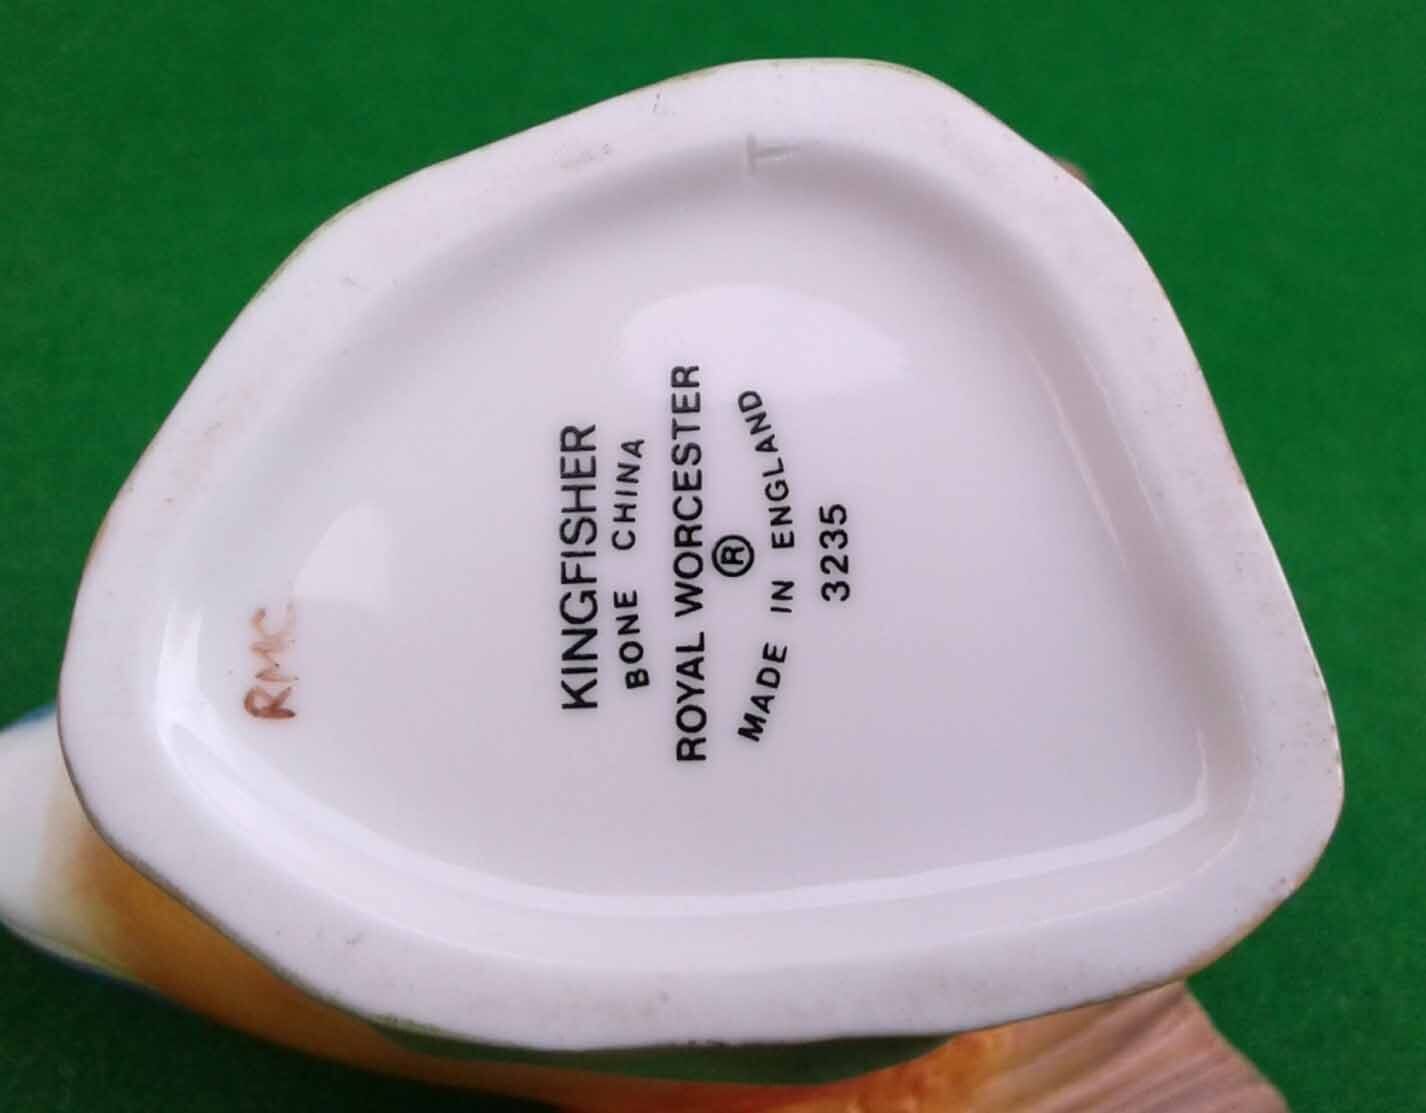 KINGFISHER
BONE CHINA
ROYAL WORCESTER
®
MADE IN ENGLAND
3235
RMC
T